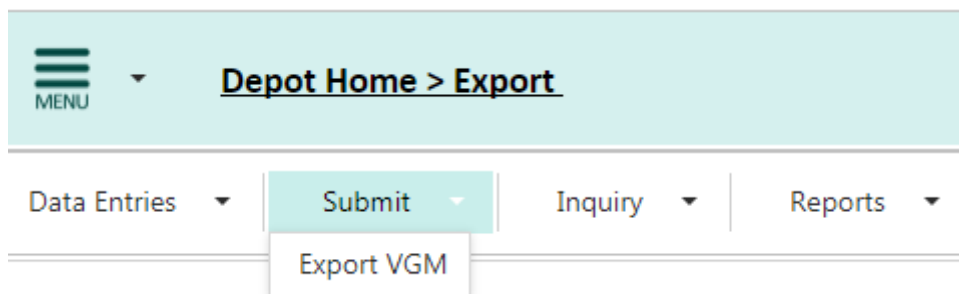 MENU
Depot Home > Export
Data Entries Submit Inquiry Reports
Export VGM